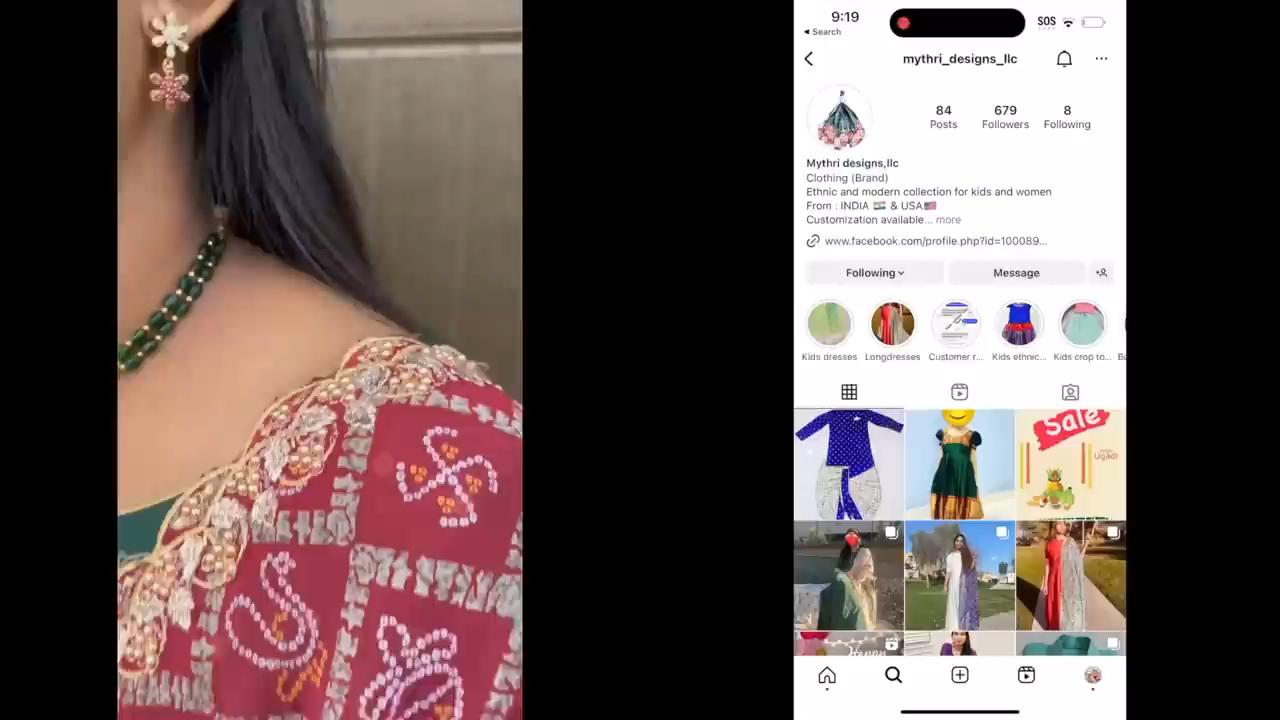 9:19
SOS
◂ Search
mythri_designs_llc
84
Posts
679
Followers
8
Following
Mythri designs,llc
Clothing (Brand)
Ethnic and modern collection for kids and women
From : INDIA 🇮🇳 & USA🇺🇸
Customization available... more
www.facebook.com/profile.php?id=100089...
Following
Message
Kids dresses
Longdresses
Customer r...
Kids ethnic...
Kids crop to...
Sale
Ugadi